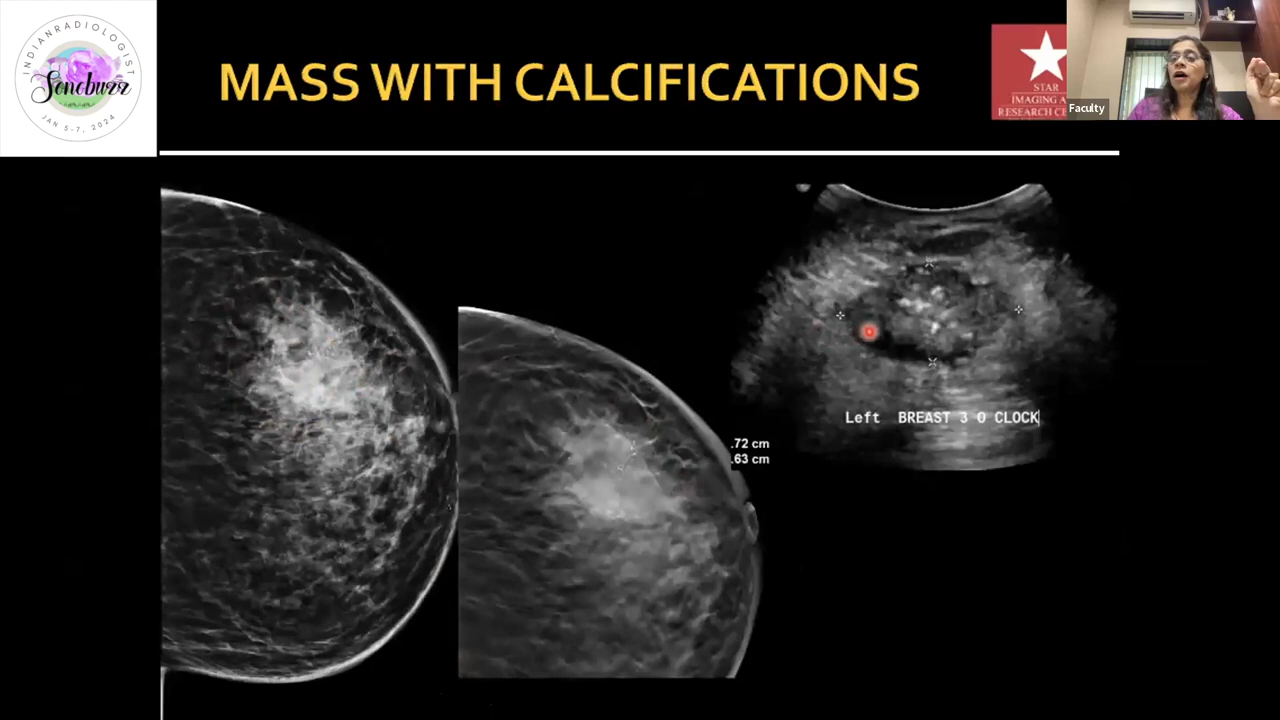 INDIANRADIOLOGIST
Sonobuzz
JAN 5-7, 2024
MASS WITH CALCIFICATIONS
STAR
IMAGING A
RESEARCH C
Faculty
Left BREAST 3 O CLOCK
.72 cm
.63 cm